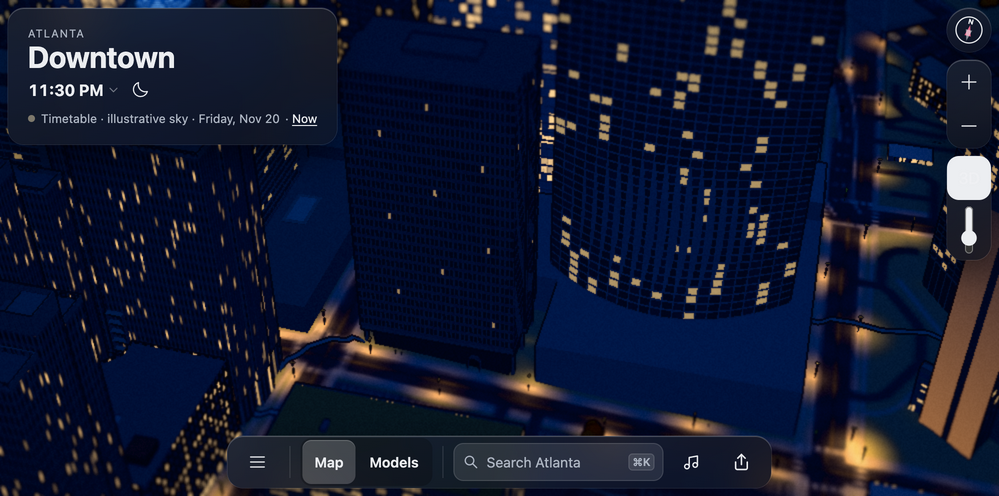 ATLANTA
Downtown
11:30 PM
Timetable · illustrative sky · Friday, Nov 20 · Now
N
Map
Models
Search Atlanta
⌘K